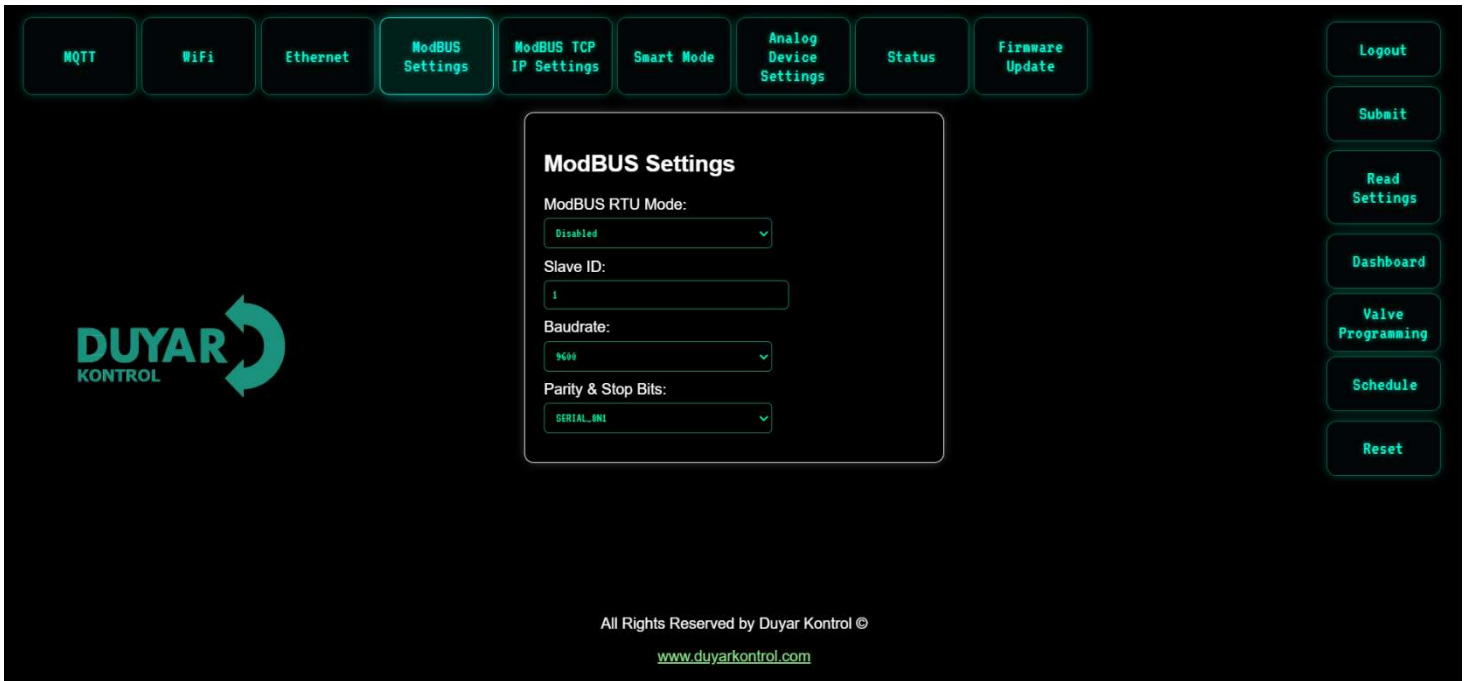 MQTT
WiFi
Ethernet
ModBUS
Settings
ModBUS TCP
IP Settings
Smart Mode
Analog
Device
Settings
Status
Firmware
Update
Logout
Submit
Read
Settings
Dashboard
Valve
Programming
Schedule
Reset
DUYAR
KONTROL
ModBUS Settings
ModBUS RTU Mode:
Disabled
Slave ID:
1
Baudrate:
9600
Parity & Stop Bits:
SERIAL_8N1
All Rights Reserved by Duyar Kontrol ©
www.duyarkontrol.com